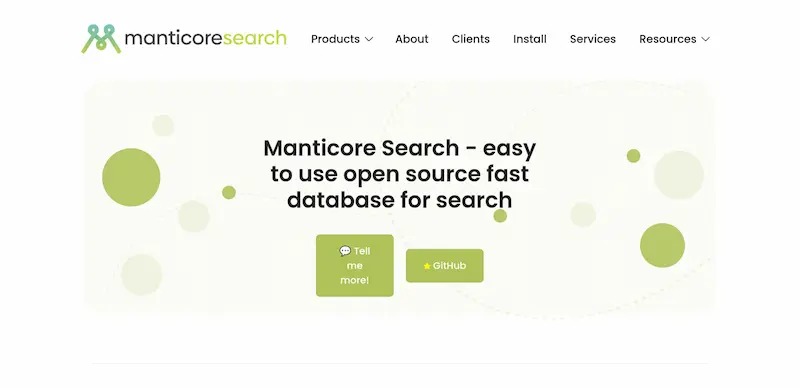 manticoresearch
Products About Clients Install Services Resources
Manticore Search - easy
to use open source fast
database for search
💬 Tell
me
more!
⭐ GitHub